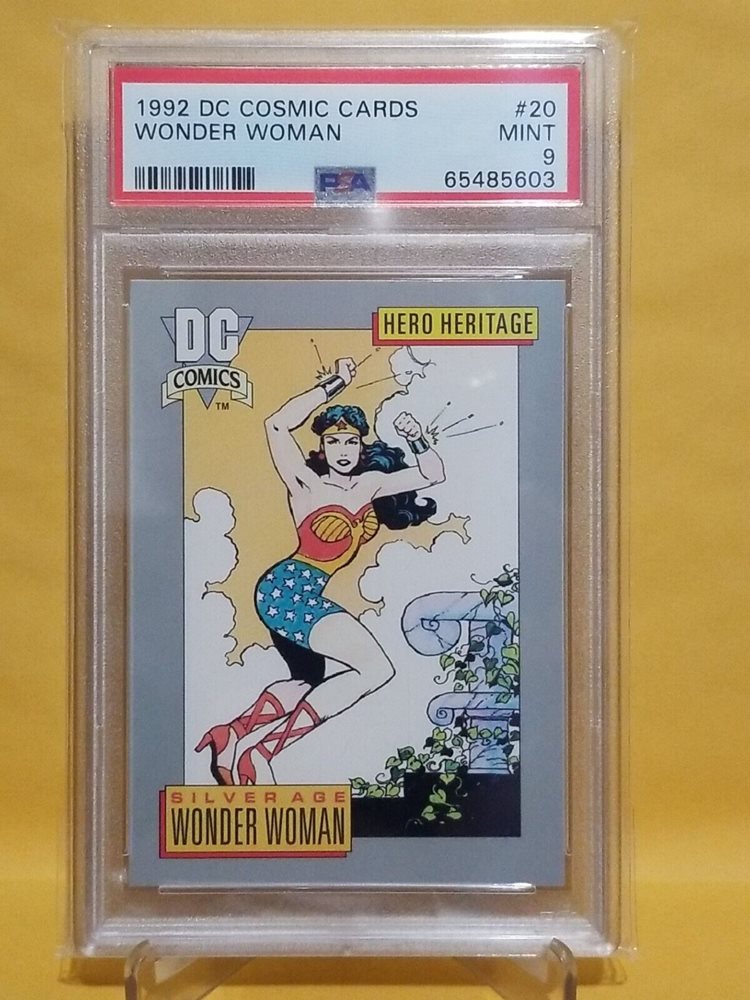 1992 DC COSMIC CARDS #20
WONDER WOMAN MINT
9
PSA 65485603
DC
COMICS
TM
HERO HERITAGE
SILVER AGE
WONDER WOMAN